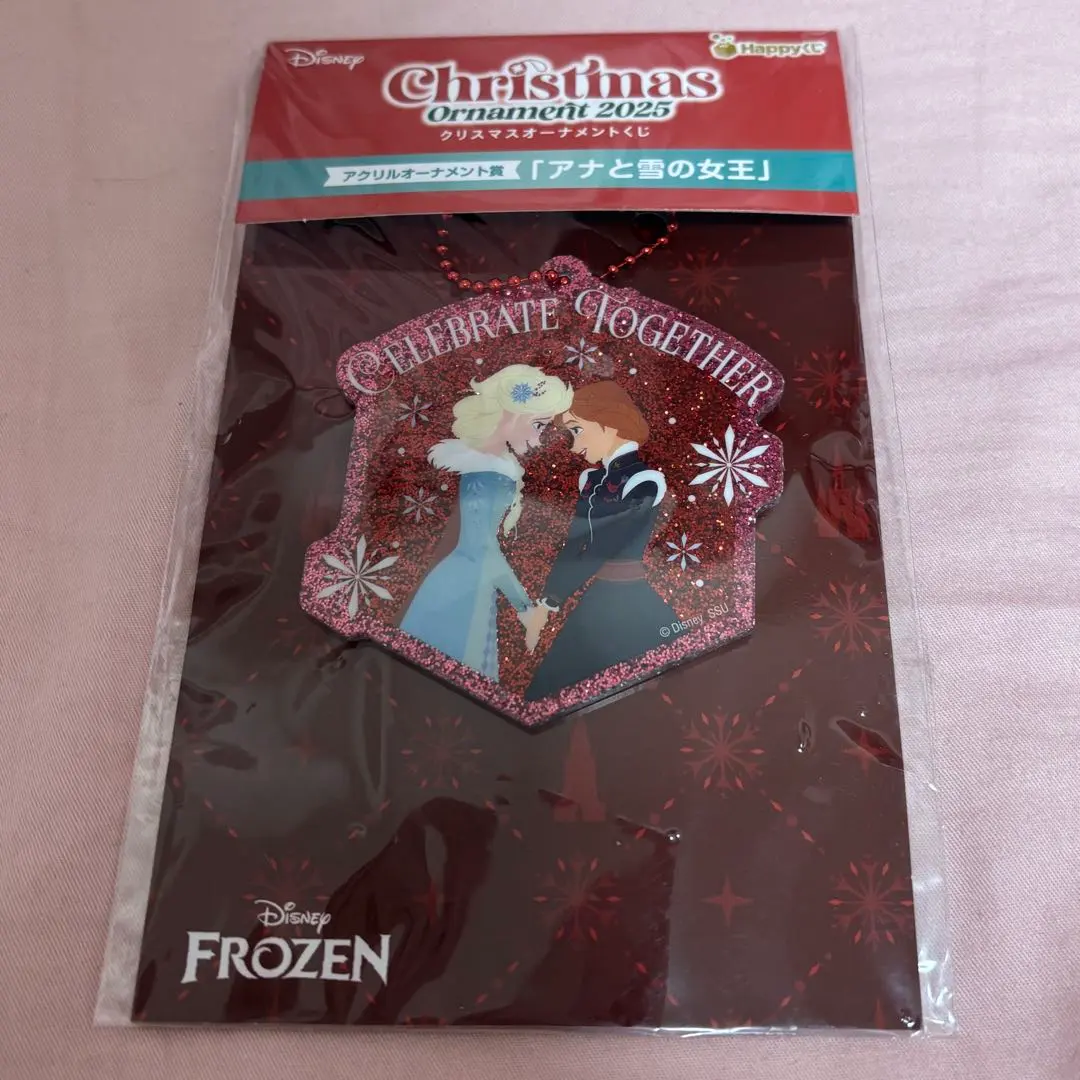 Disney
Happyくじ
Christmas
Ornament 2025
クリスマスオーナメントくじ
アクリルオーナメント賞 「アナと雪の女王」
CELEBRATE TOGETHER
© Disney SSU
Disney
FROZEN